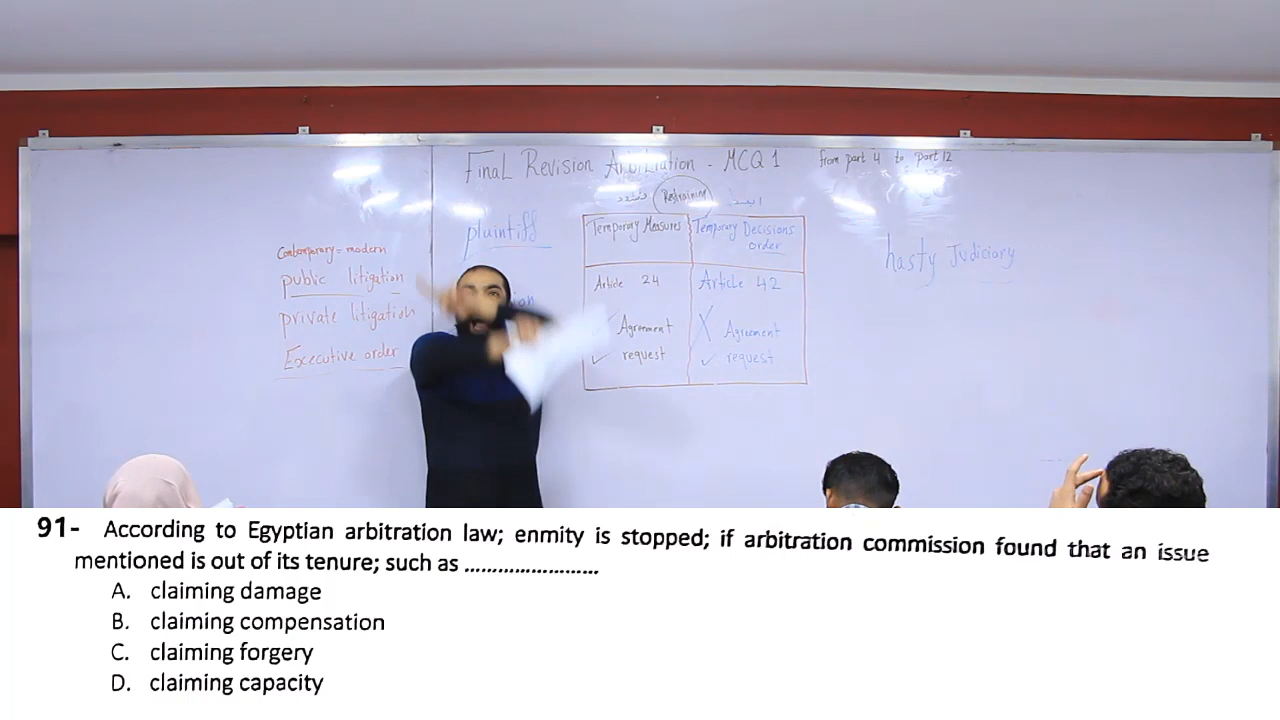 Final Revision Arbitration - MCQ 1 from part 4 to part 12
Restraining
plaintiff
Temporary Measures Temporary Decisions
order
Contemporary = modern
public litigation
private litigation
Executive order
Article 24 Article 42
Agreement X Agreement
✓ request ✓ request
hasty Judiciary
91- According to Egyptian arbitration law; enmity is stopped; if arbitration commission found that an issue
mentioned is out of its tenure; such as ........................
A. claiming damage
B. claiming compensation
C. claiming forgery
D. claiming capacity